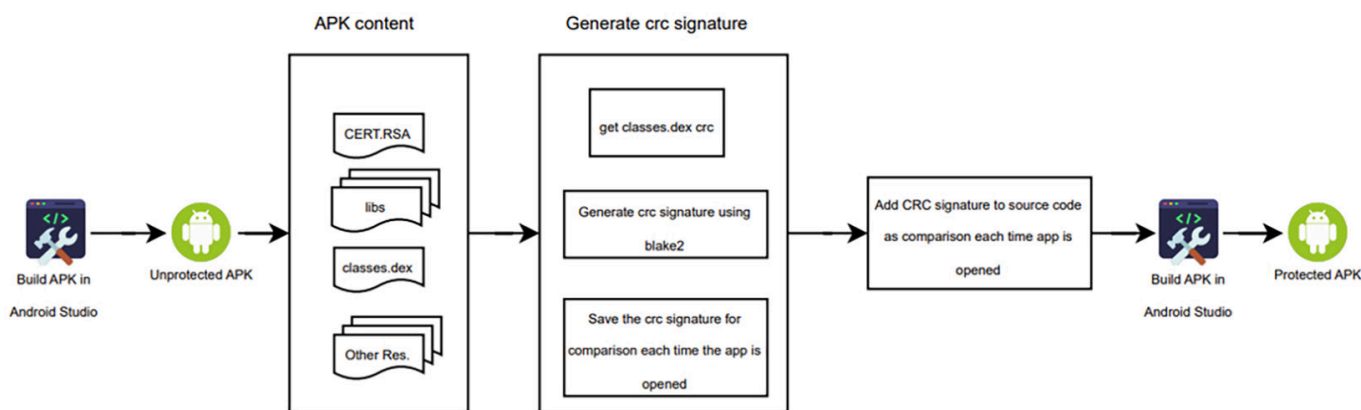 APK content
Generate crc signature
CERT.RSA
libs
classes.dex
Other Res.
get classes.dex crc
Generate crc signature using
blake2
Save the crc signature for
comparison each time the app is
opened
Add CRC signature to source code
as comparison each time app is
opened
</>
Build APK in
Android Studio
Unprotected APK
</>
Build APK in
Android Studio
Protected APK